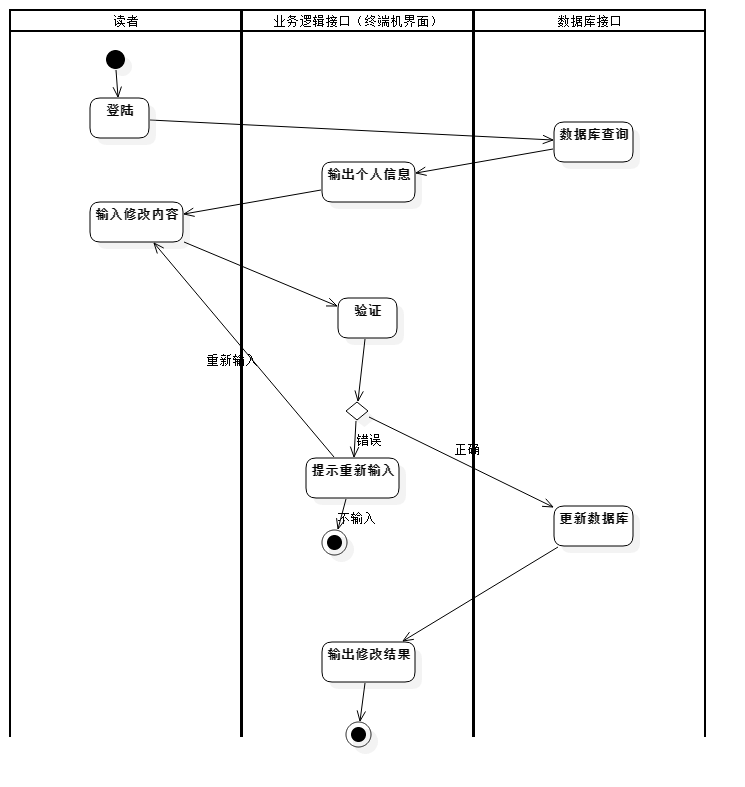 读者
业务逻辑接口（终端机界面）
数据库接口
登陆
数据库查询
输出个人信息
输入修改内容
验证
重新输入
错误
正确
提示重新输入
不输入
更新数据库
输出修改结果